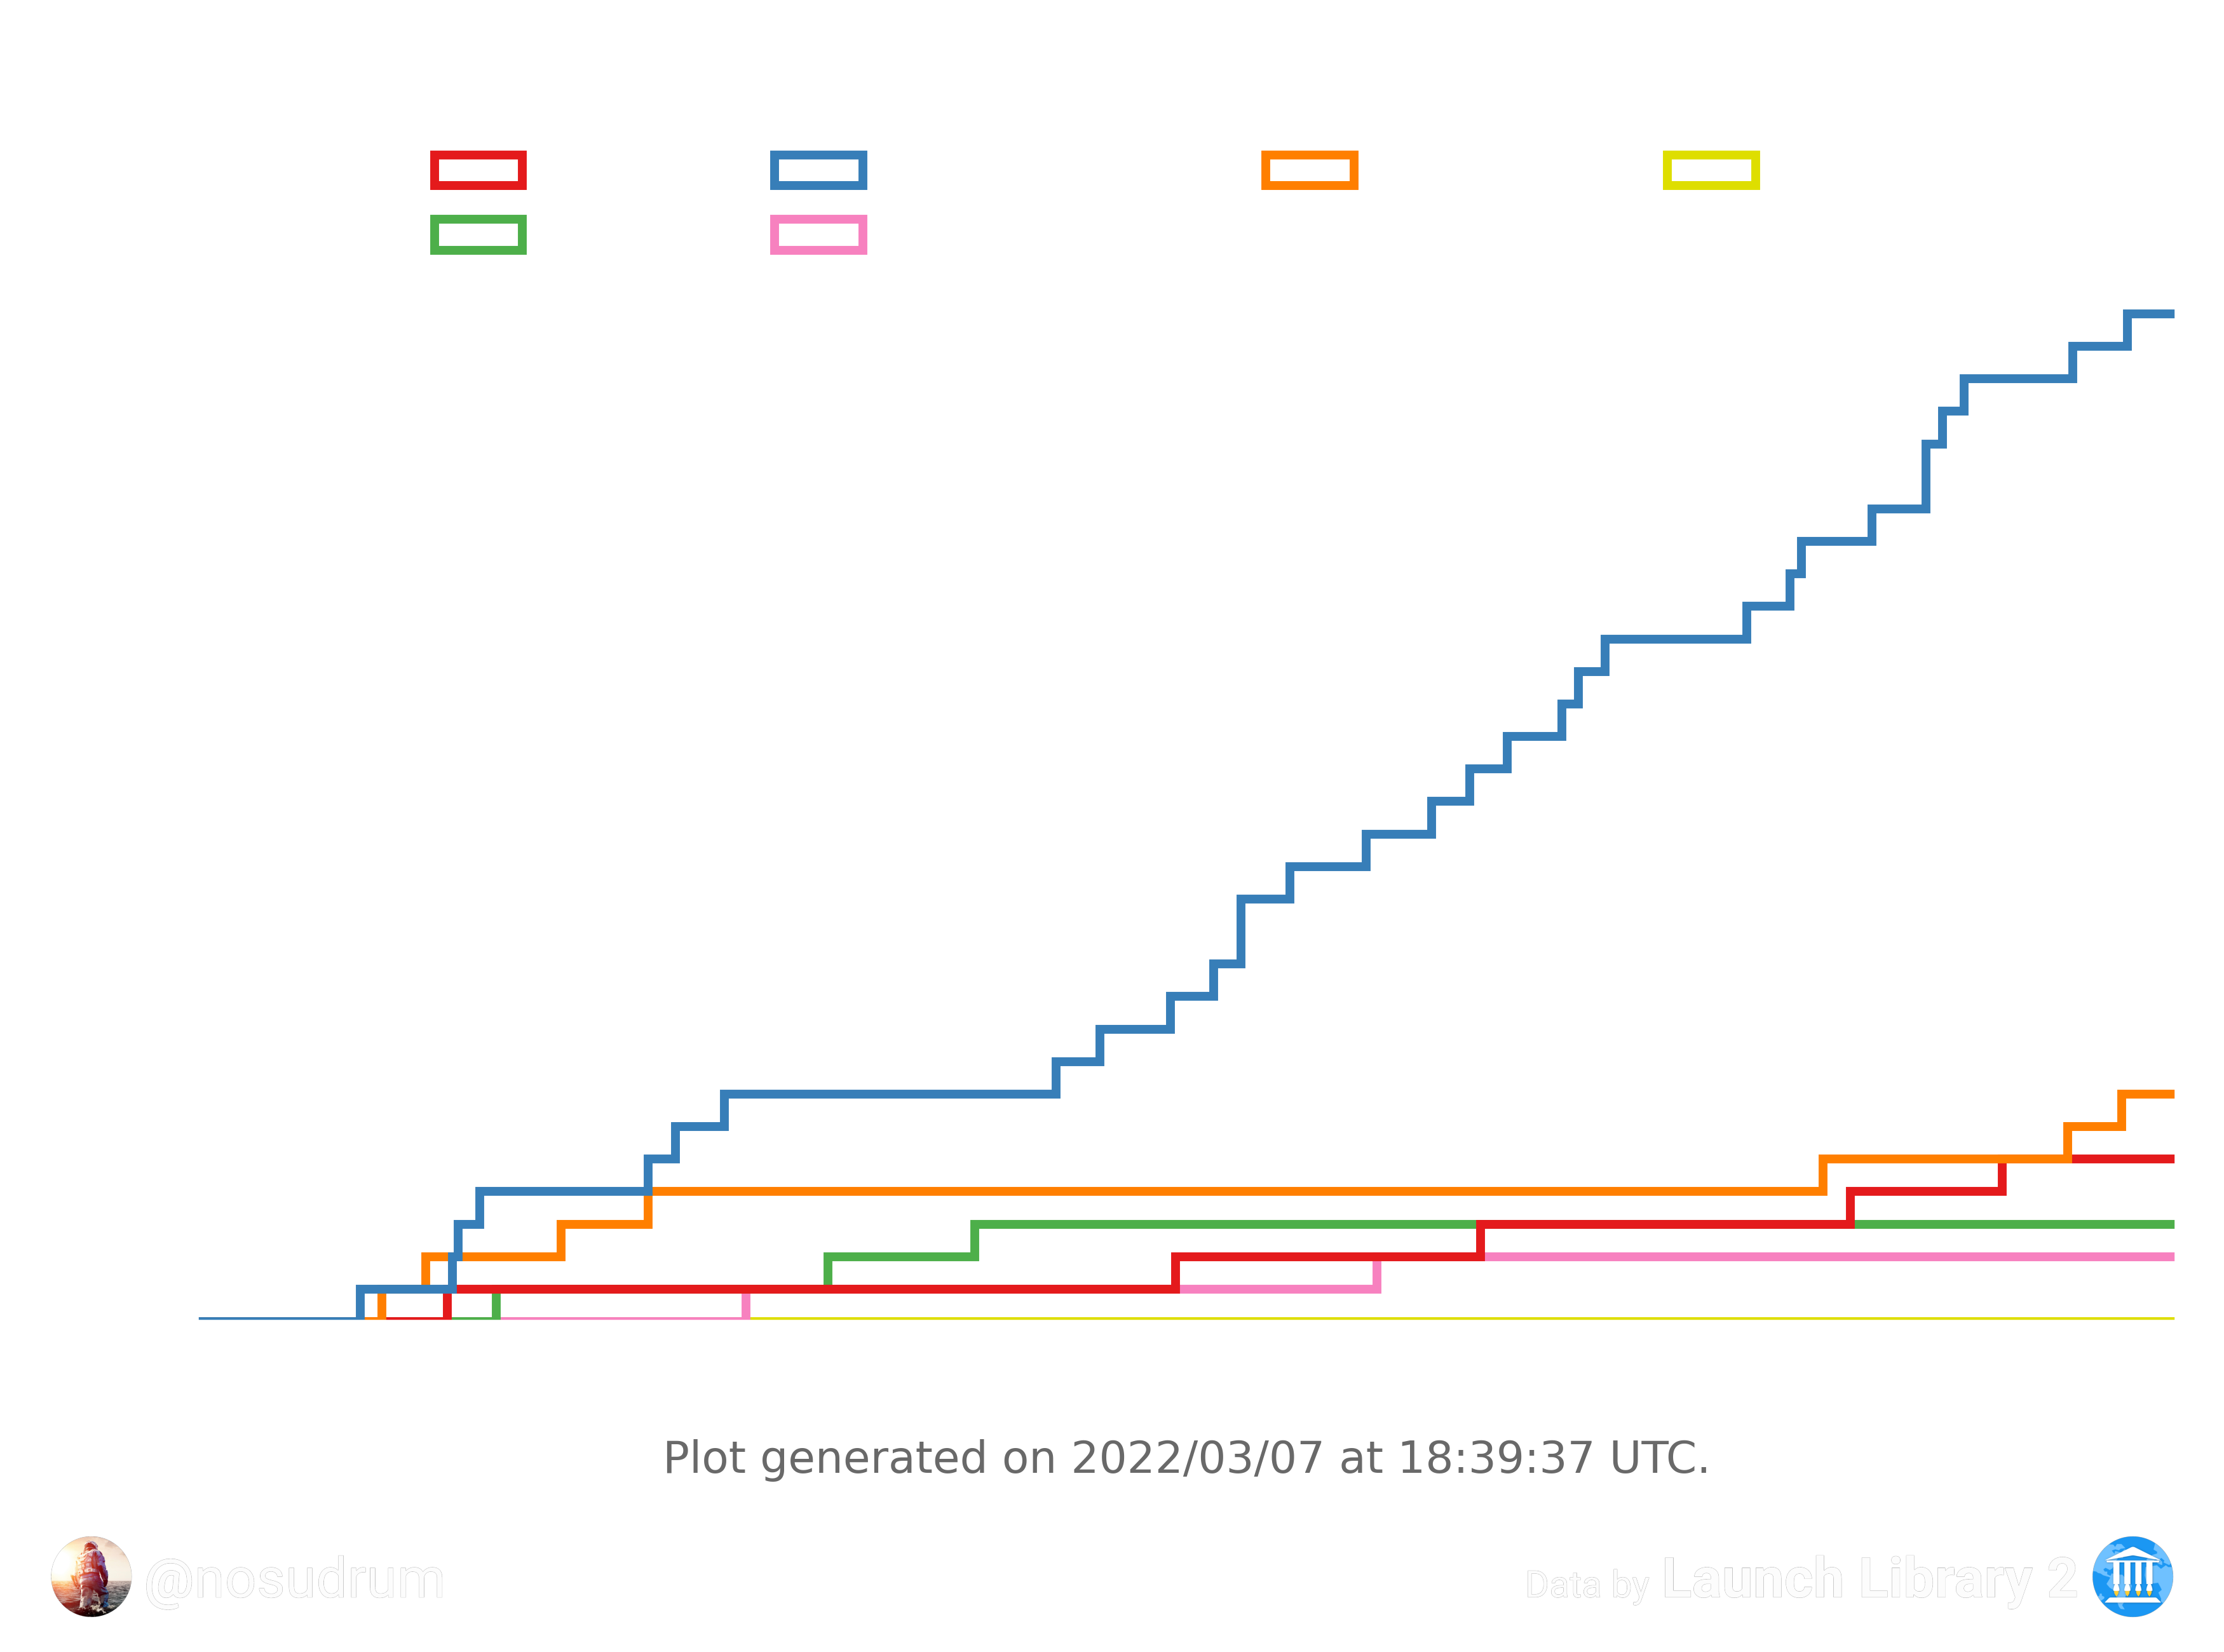 Plot generated on 2022/03/07 at 18:39:37 UTC.
@nosudrum
Data by Launch Library 2